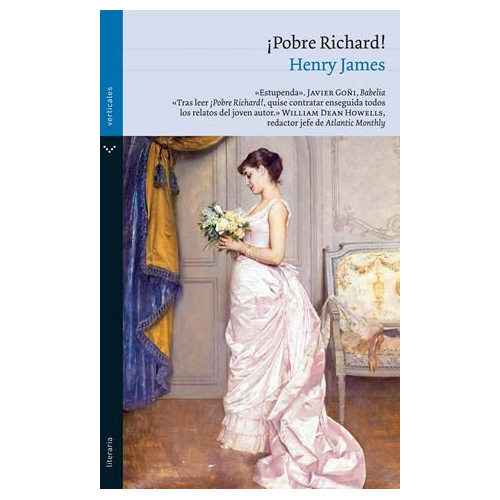 ¡Pobre Richard!
Henry James
«Estupenda». JAVIER GOÑI, Babelia
«Tras leer ¡Pobre Richard!, quise contratar enseguida todos
los relatos del joven autor.» WILLIAM DEAN HOWELLS,
redactor jefe de Atlantic Monthly
verticales
literaria